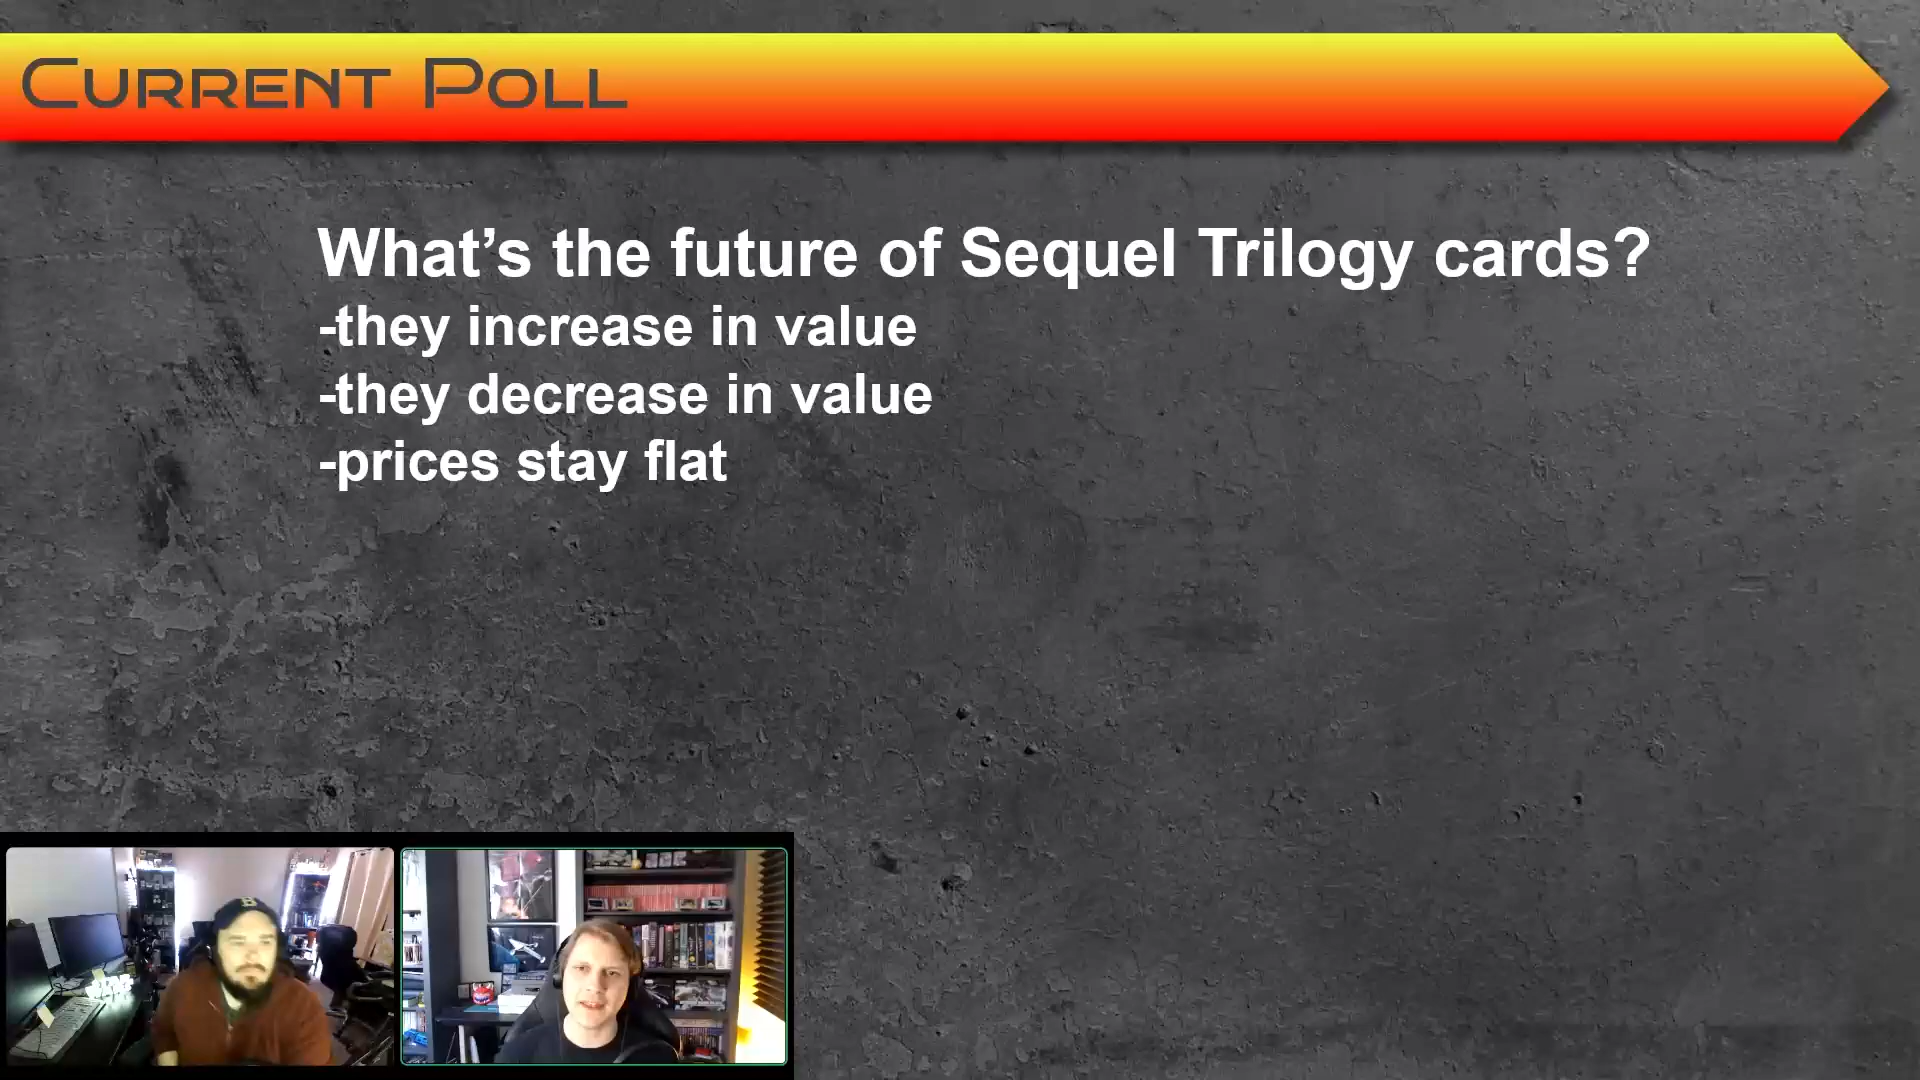 Current Poll
What’s the future of Sequel Trilogy cards?
-they increase in value
-they decrease in value
-prices stay flat
B